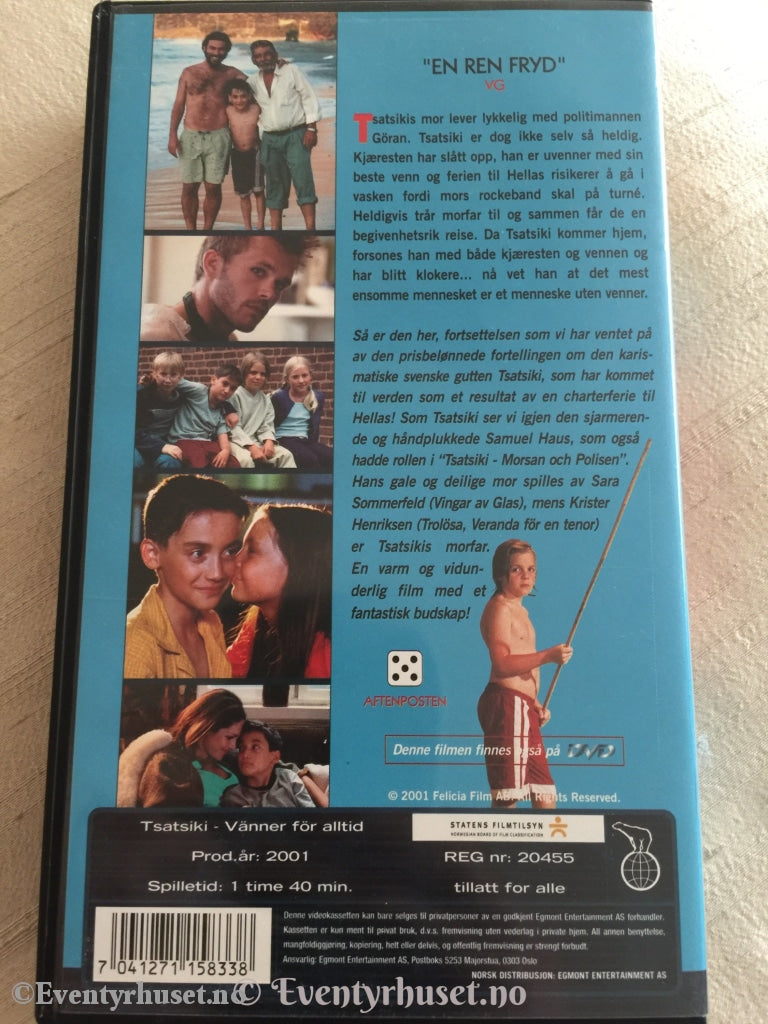 "EN REN FRYD"
VG
Tsatsikis mor lever lykkelig med politimannen
Göran. Tsatsiki er dog ikke selv så heldig.
Kjæresten har slått opp, han er uvenner med sin
beste venn og ferien til Hellas risikerer å gå i
vasken fordi mors rockeband skal på turné.
Heldigvis trår morfar til og sammen får de en
begivenhetsrik reise. Da Tsatsiki kommer hjem,
forsones han med både kjæresten og vennen og
har blitt klokere... nå vet han at det mest
ensomme mennesket er et menneske uten venner.
Så er den her, fortsettelsen som vi har ventet på
av den prisbelønnede fortellingen om den karis-
matiske svenske gutten Tsatsiki, som har kommet
til verden som et resultat av en charterferie til
Hellas! Som Tsatsiki ser vi igjen den sjarmeren-
de og håndplukkede Samuel Haus, som også
hadde rollen i "Tsatsiki - Morsan och Polisen".
Hans gale og deilige mor spilles av Sara
Sommerfeld (Vingar av Glas), mens Krister
Henriksen (Trolösa, Veranda för en tenor)
er Tsatsikis morfar.
En varm og vidun-
derlig film med et
fantastisk budskap!
AFTENPOSTEN
Denne filmen finnes også på DVD
© 2001 Felicia Film AB. All Rights Reserved.
Tsatsiki - Vänner för alltid
Prod.år: 2001
Spilletid: 1 time 40 min.
STATENS FILMTILSYN
NORWEGIAN BOARD OF FILM CLASSIFICATION
REG nr: 20455
tillatt for alle
7 041271 158338
Denne videokassetten kan bare selges til privatpersoner av en godkjent Egmont Entertainment AS forhandler.
Kassetten er kun ment til privat bruk, d.v.s. fremvisning uten vederlag i private hjem. All annen benyttelse,
mangfoldiggjøring, kopiering, helt eller delvis, og offentlig fremvisning er strengt forbudt.
Ansvarlig: Egmont Entertainment AS, Postboks 5253 Majorstua, 0303 Oslo
NORSK DISTRIBUSJON: EGMONT ENTERTAINMENT AS
©Eventyrhuset.no
© Eventyrhuset.no